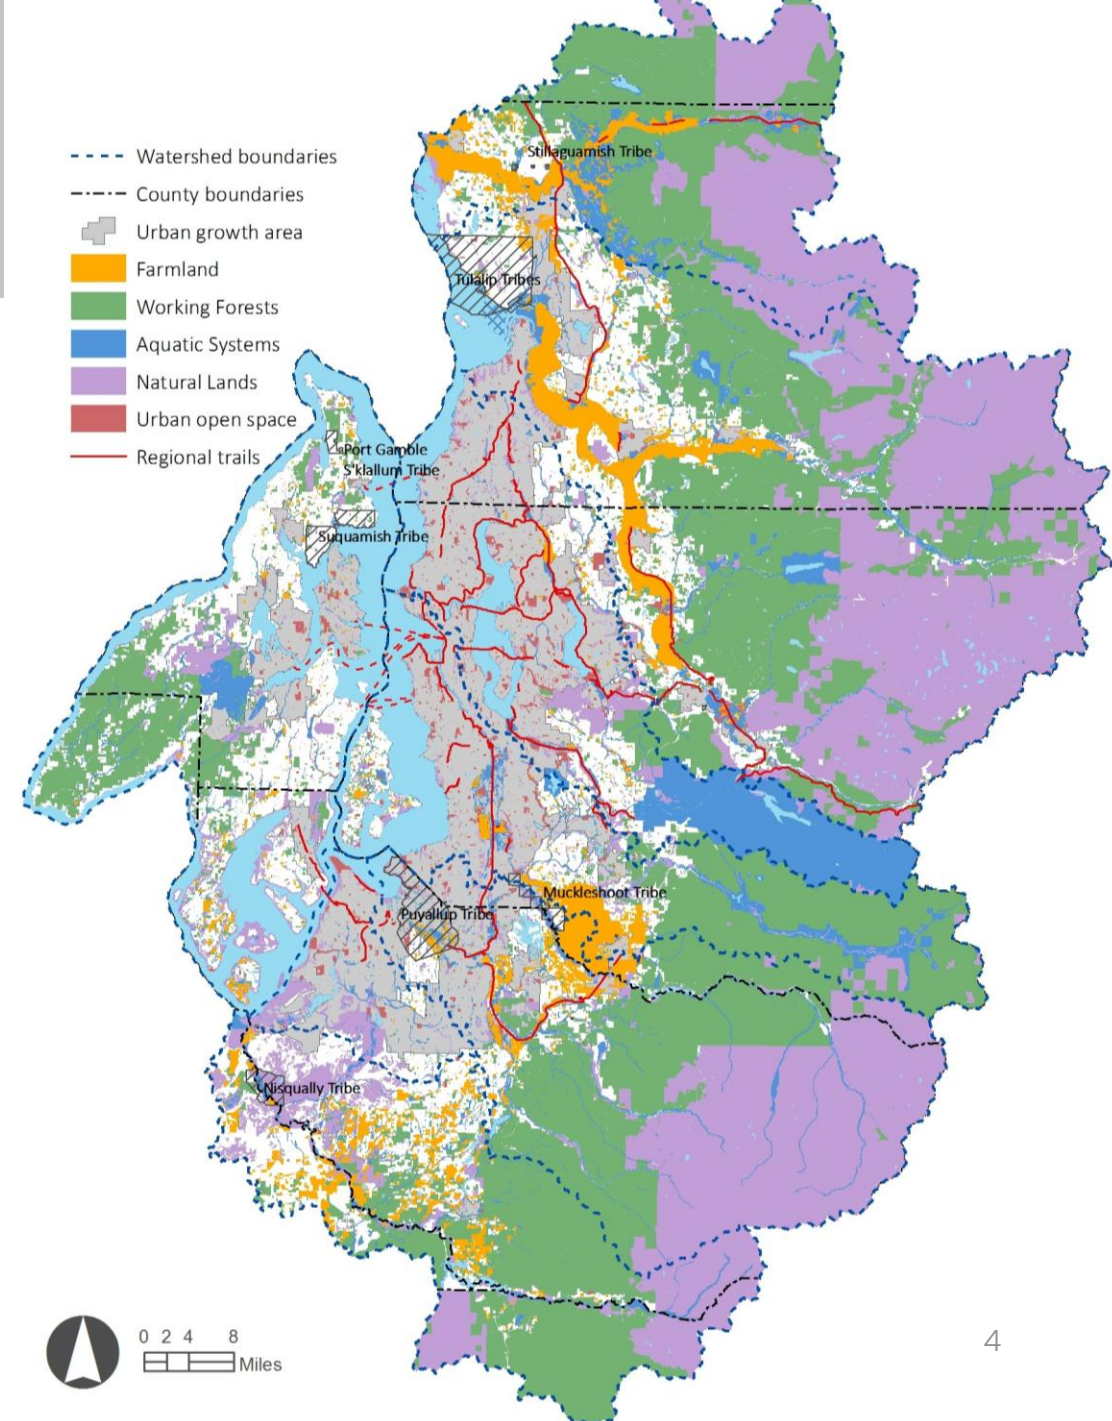 Watershed boundaries
County boundaries
Urban growth area
Farmland
Working Forests
Aquatic Systems
Natural Lands
Urban open space
Regional trails
Stillaguamish Tribe
Tulalip Tribes
Port Gamble
S'klallum Tribe
Suquamish Tribe
Muckleshoot Tribe
Puyallup Tribe
Nisqually Tribe
0 2 4 8
Miles
4